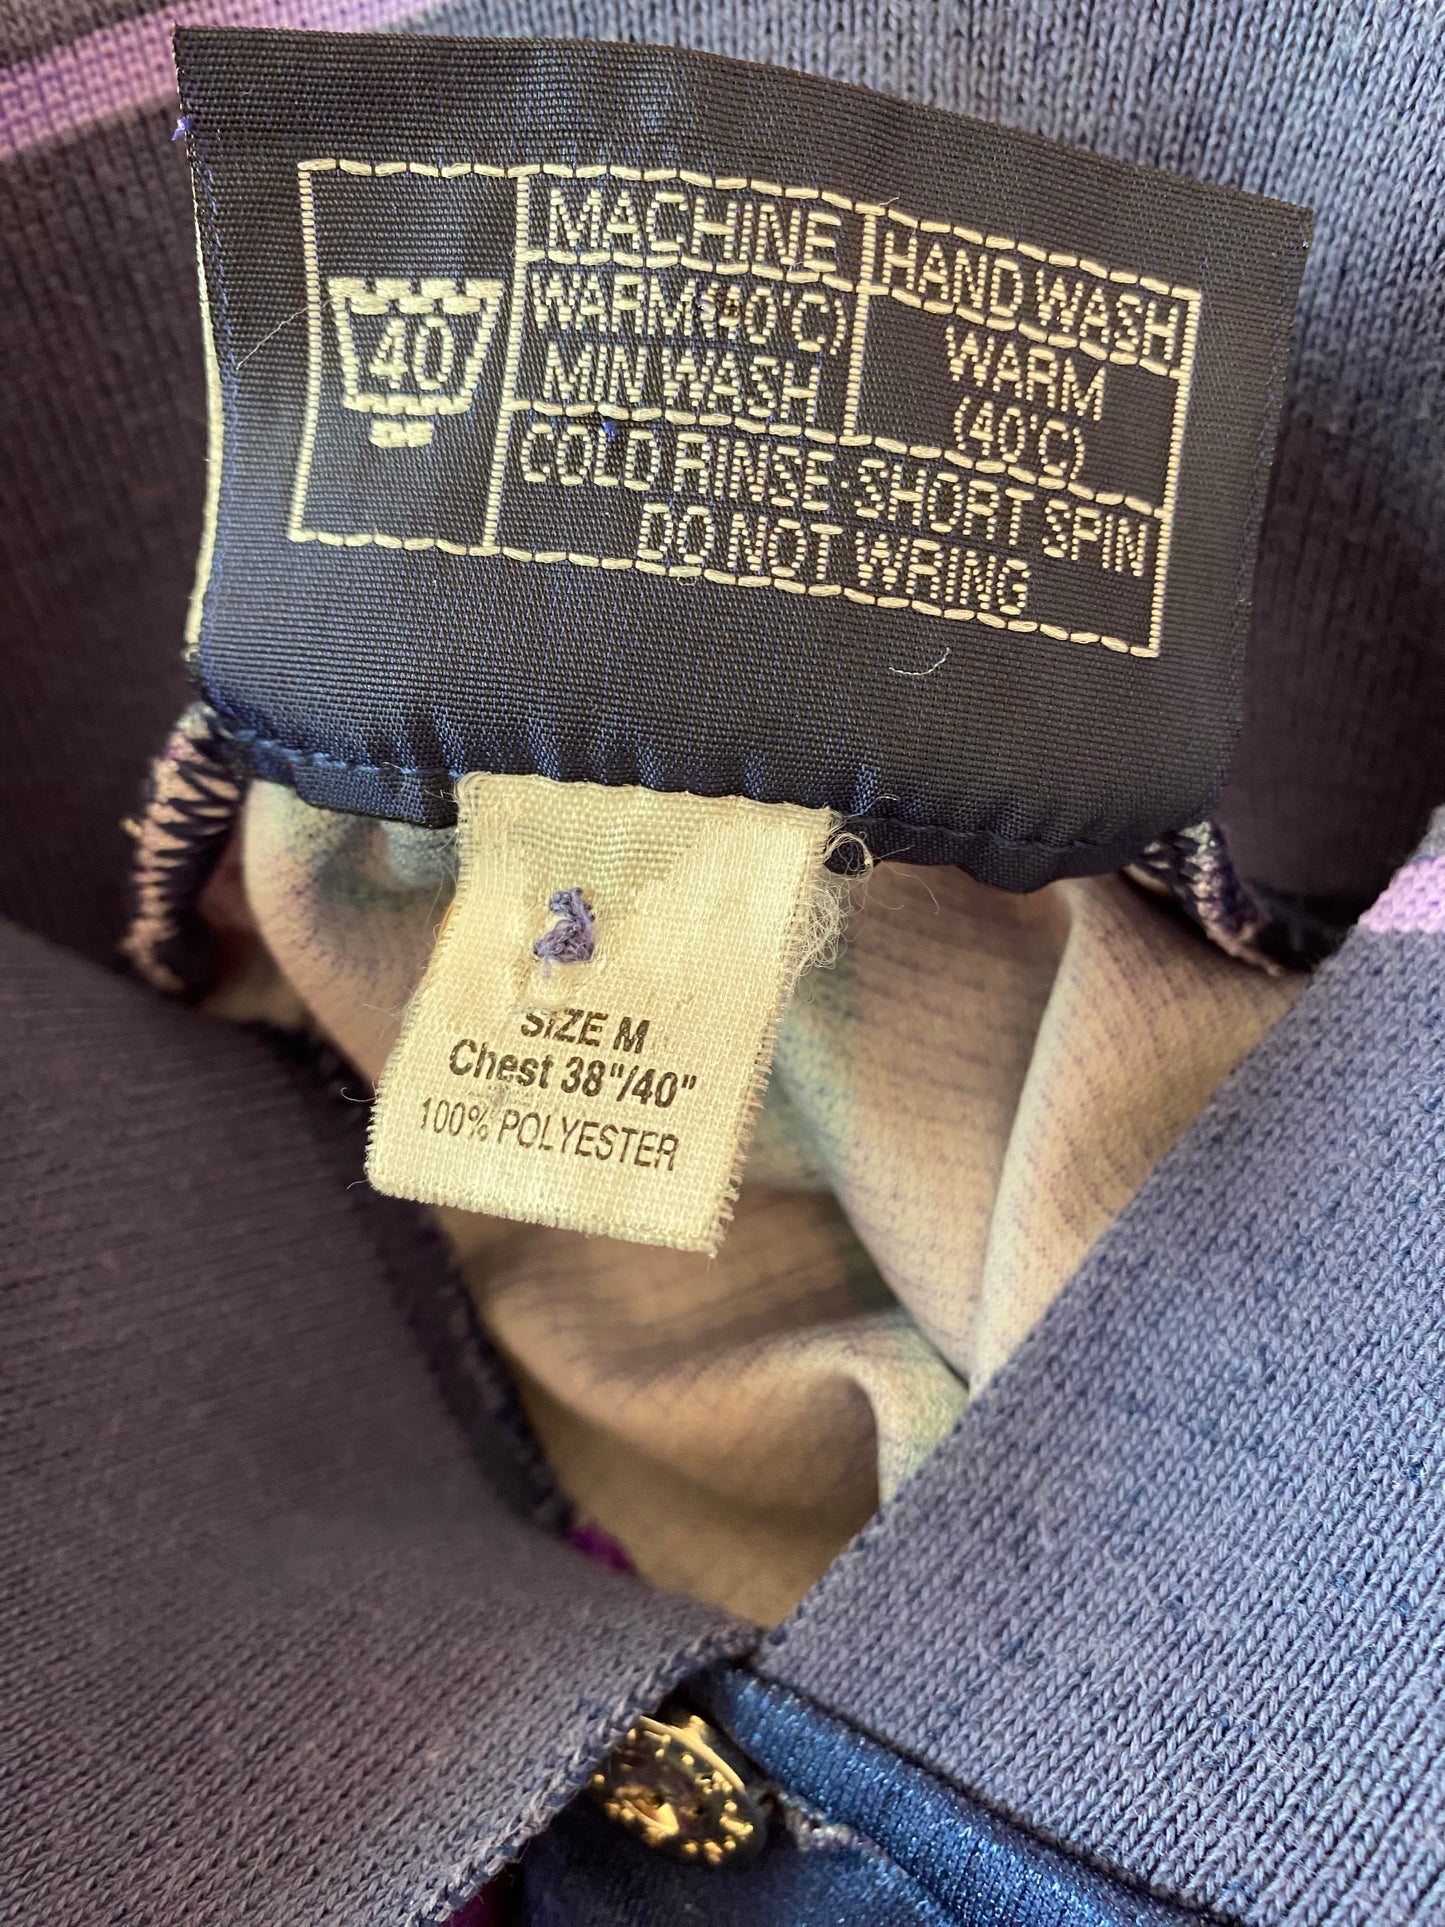 40
MACHINE
WARM(40'C)
MIN WASH
HAND WASH
WARM
(40'C)
COLD RINSE·SHORT SPIN
DO NOT WRING
SIZE M
Chest 38"/40"
100% POLYESTER